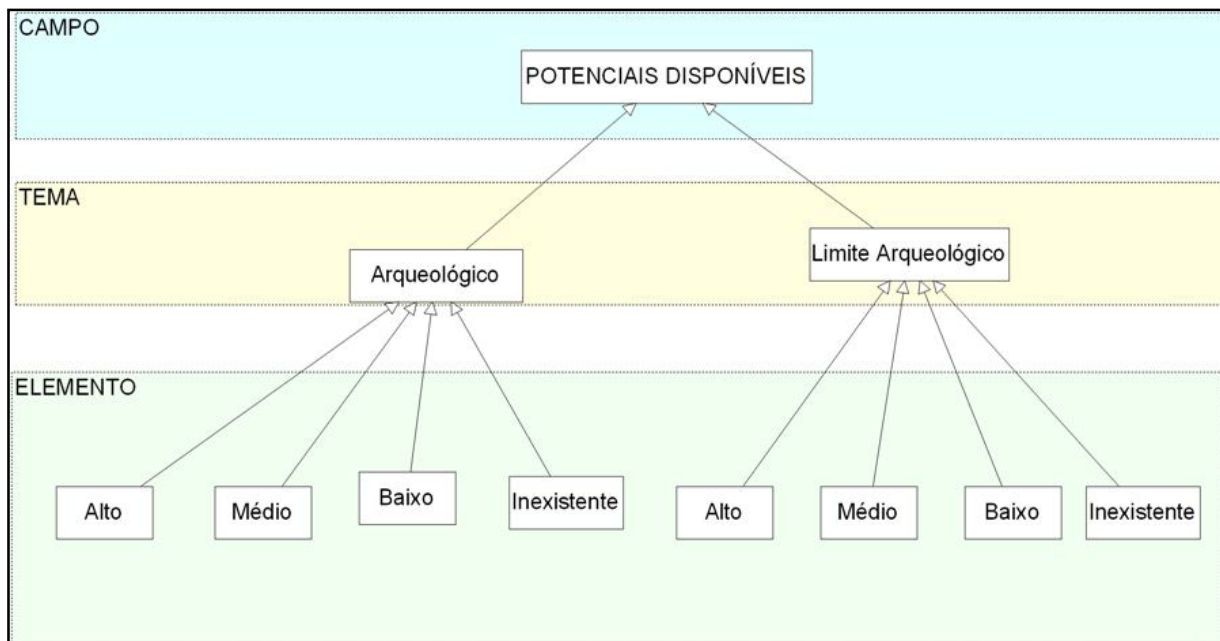 CAMPO
POTENCIAIS DISPONÍVEIS
TEMA
Arqueológico
Limite Arqueológico
ELEMENTO
Alto
Médio
Baixo
Inexistente
Alto
Médio
Baixo
Inexistente